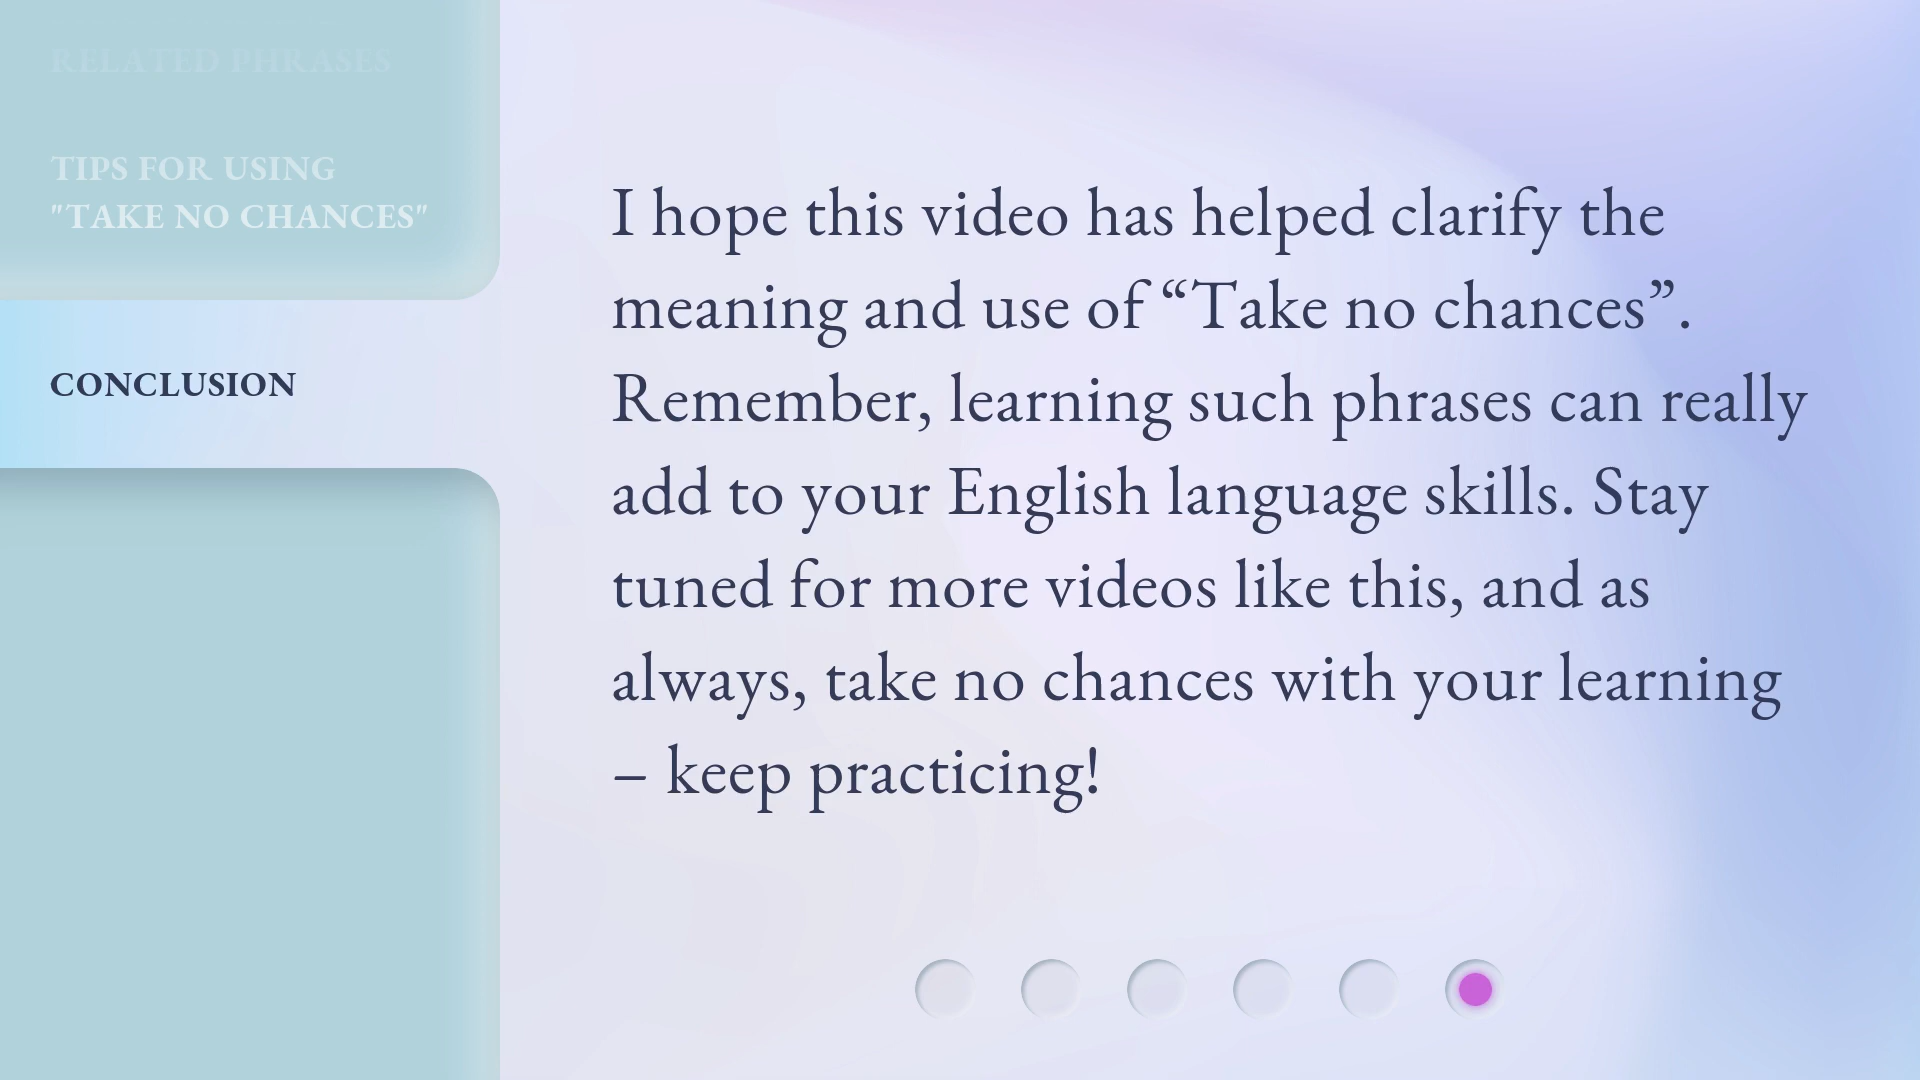 RELATED PHRASES
TIPS FOR USING
"TAKE NO CHANCES"
CONCLUSION
I hope this video has helped clarify the
meaning and use of “Take no chances”.
Remember, learning such phrases can really
add to your English language skills. Stay
tuned for more videos like this, and as
always, take no chances with your learning
– keep practicing!